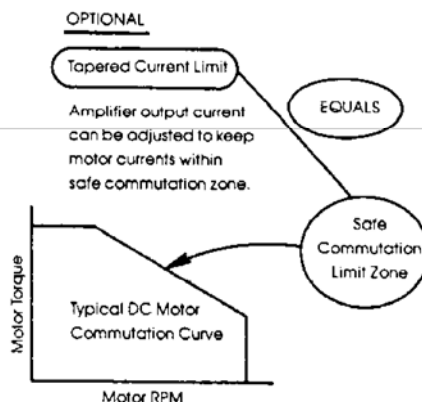 OPTIONAL
Tapered Current Limit
EQUALS
Amplifier output current
can be adjusted to keep
motor currents within
safe commutation zone.
Safe
Commutation
Limit Zone
Motor Torque
Typical DC Motor
Commutation Curve
Motor RPM